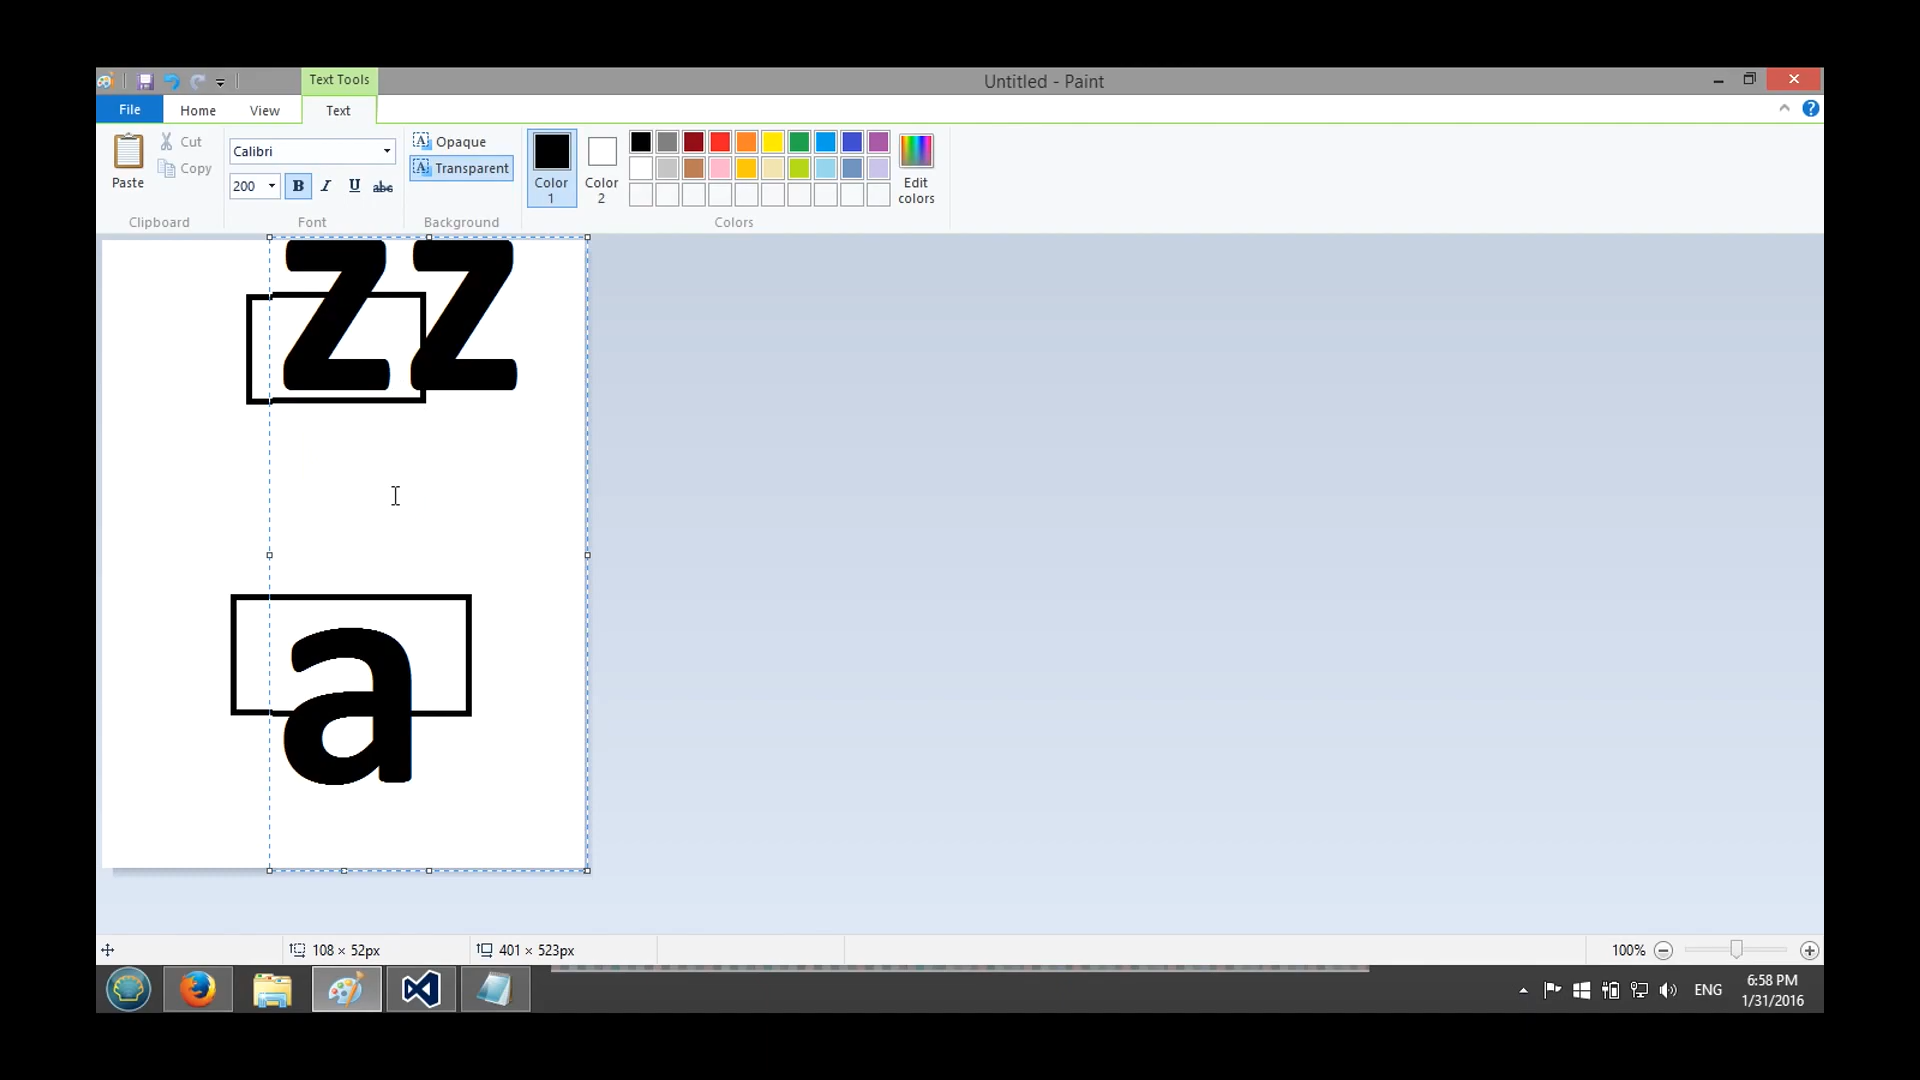 Text Tools
Untitled - Paint
File
Home
View
Text
Paste
Cut
Copy
Clipboard
Calibri
200
B
I
U
abc
Font
A Opaque
A Transparent
Background
Color
1
Color
2
Edit
colors
Colors
zz
a
108 × 52px
401 × 523px
100%
ENG
6:58 PM
1/31/2016